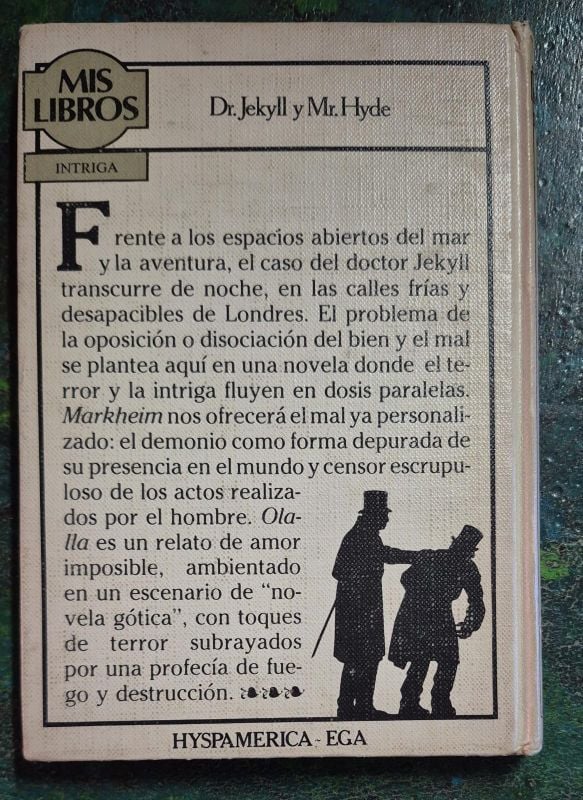 MIS
LIBROS
INTRIGA
Dr. Jekyll y Mr. Hyde
Frente a los espacios abiertos del mar
y la aventura, el caso del doctor Jekyll
transcurre de noche, en las calles frías y
desapacibles de Londres. El problema de
la oposición o disociación del bien y el mal
se plantea aquí en una novela donde el te-
rror y la intriga fluyen en dosis paralelas.
Markheim nos ofrecerá el mal ya personali-
zado: el demonio como forma depurada de
su presencia en el mundo y censor escrupu-
loso de los actos realiza-
dos por el hombre. Ola-
lla es un relato de amor
imposible, ambientado
en un escenario de “no-
vela gótica”, con toques
de terror subrayados
por una profecía de fue-
go y destrucción.
HYSPAMERICA - EGA